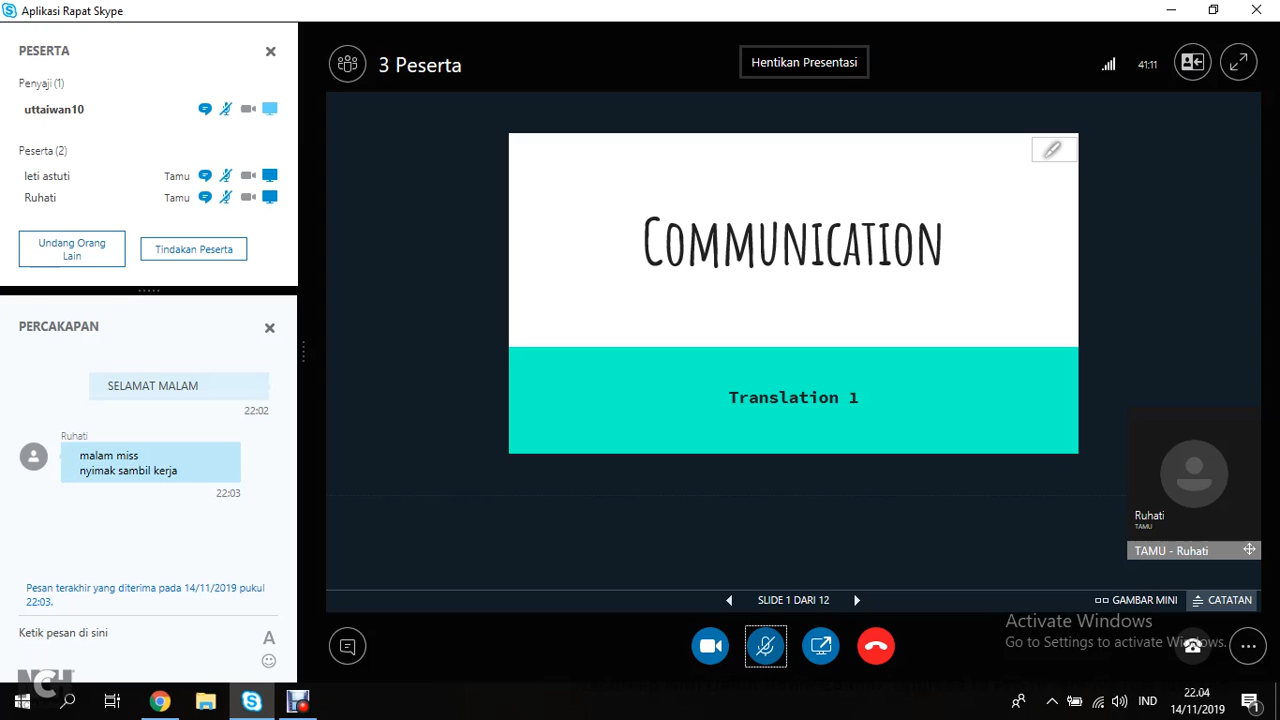 Aplikasi Rapat Skype
PESERTA
Penyaji (1)
uttaiwan10
Peserta (2)
leti astuti Tamu
Ruhati Tamu
Undang Orang
Lain
Tindakan Peserta
PERCAKAPAN
SELAMAT MALAM
22:02
Ruhati
malam miss
nyimak sambil kerja
22:03
Pesan terakhir yang diterima pada 14/11/2019 pukul
22:03.
Ketik pesan di sini
A
NCH
3 Peserta
Hentikan Presentasi
41:11
COMMUNICATION
Translation 1
Ruhati
TAMU
TAMU - Ruhati
SLIDE 1 DARI 12
GAMBAR MINI
CATATAN
Activate Windows
Go to Settings to activate Windows.
IND
22.04
14/11/2019
1